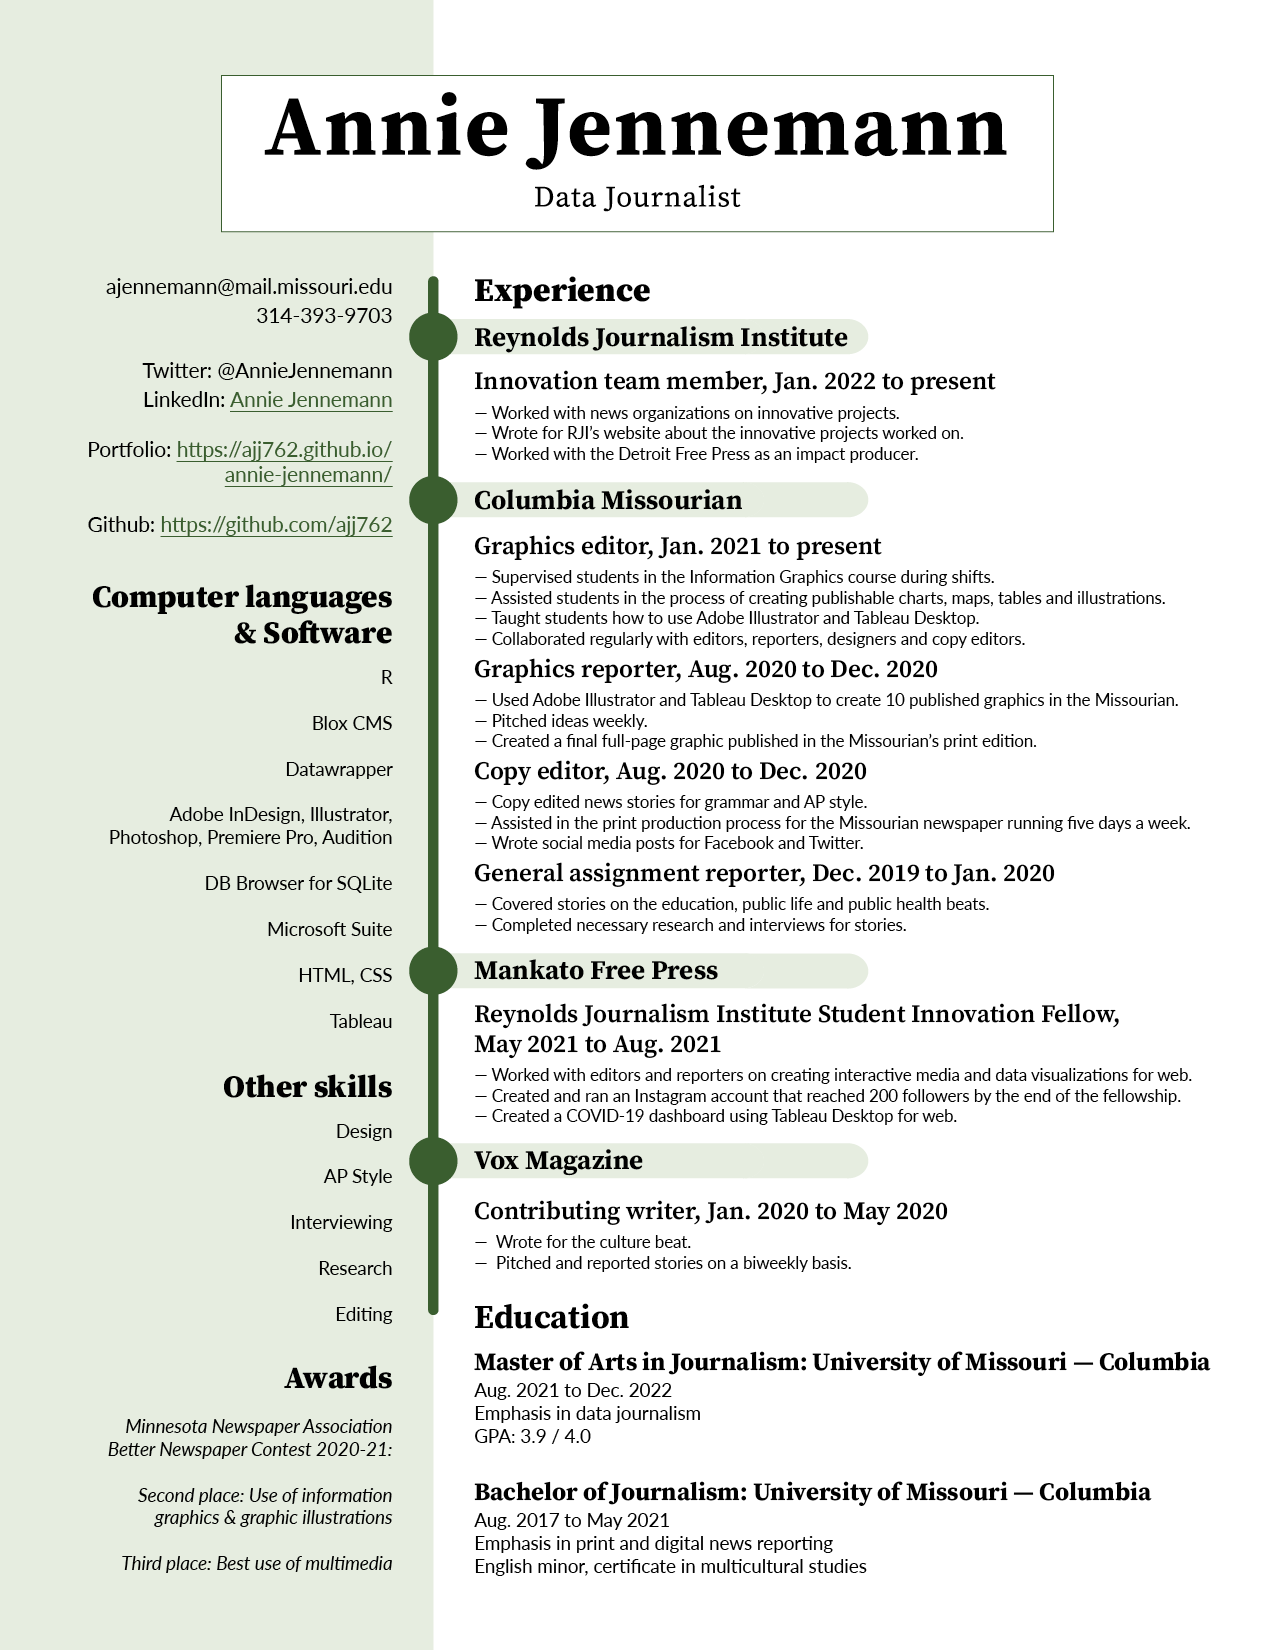 Annie Jennemann
Data Journalist
ajennemann@mail.missouri.edu
314-393-9703
Twitter: @AnnieJennemann
LinkedIn: Annie Jennemann
Portfolio: https://ajj762.github.io/
annie-jennemann/
Github: https://github.com/ajj762
Computer languages
& Software
R
Blox CMS
Datawrapper
Adobe InDesign, Illustrator,
Photoshop, Premiere Pro, Audition
DB Browser for SQLite
Microsoft Suite
HTML, CSS
Tableau
Other skills
Design
AP Style
Interviewing
Research
Editing
Awards
Minnesota Newspaper Association
Better Newspaper Contest 2020-21:
Second place: Use of information
graphics & graphic illustrations
Third place: Best use of multimedia
Experience
Reynolds Journalism Institute
Innovation team member, Jan. 2022 to present
— Worked with news organizations on innovative projects.
— Wrote for RJI's website about the innovative projects worked on.
— Worked with the Detroit Free Press as an impact producer.
Columbia Missourian
Graphics editor, Jan. 2021 to present
— Supervised students in the Information Graphics course during shifts.
— Assisted students in the process of creating publishable charts, maps, tables and illustrations.
— Taught students how to use Adobe Illustrator and Tableau Desktop.
— Collaborated regularly with editors, reporters, designers and copy editors.
Graphics reporter, Aug. 2020 to Dec. 2020
— Used Adobe Illustrator and Tableau Desktop to create 10 published graphics in the Missourian.
— Pitched ideas weekly.
— Created a final full-page graphic published in the Missourian's print edition.
Copy editor, Aug. 2020 to Dec. 2020
— Copy edited news stories for grammar and AP style.
— Assisted in the print production process for the Missourian newspaper running five days a week.
— Wrote social media posts for Facebook and Twitter.
General assignment reporter, Dec. 2019 to Jan. 2020
— Covered stories on the education, public life and public health beats.
— Completed necessary research and interviews for stories.
Mankato Free Press
Reynolds Journalism Institute Student Innovation Fellow,
May 2021 to Aug. 2021
— Worked with editors and reporters on creating interactive media and data visualizations for web.
— Created and ran an Instagram account that reached 200 followers by the end of the fellowship.
— Created a COVID-19 dashboard using Tableau Desktop for web.
Vox Magazine
Contributing writer, Jan. 2020 to May 2020
— Wrote for the culture beat.
— Pitched and reported stories on a biweekly basis.
Education
Master of Arts in Journalism: University of Missouri — Columbia
Aug. 2021 to Dec. 2022
Emphasis in data journalism
GPA: 3.9 / 4.0
Bachelor of Journalism: University of Missouri — Columbia
Aug. 2017 to May 2021
Emphasis in print and digital news reporting
English minor, certificate in multicultural studies